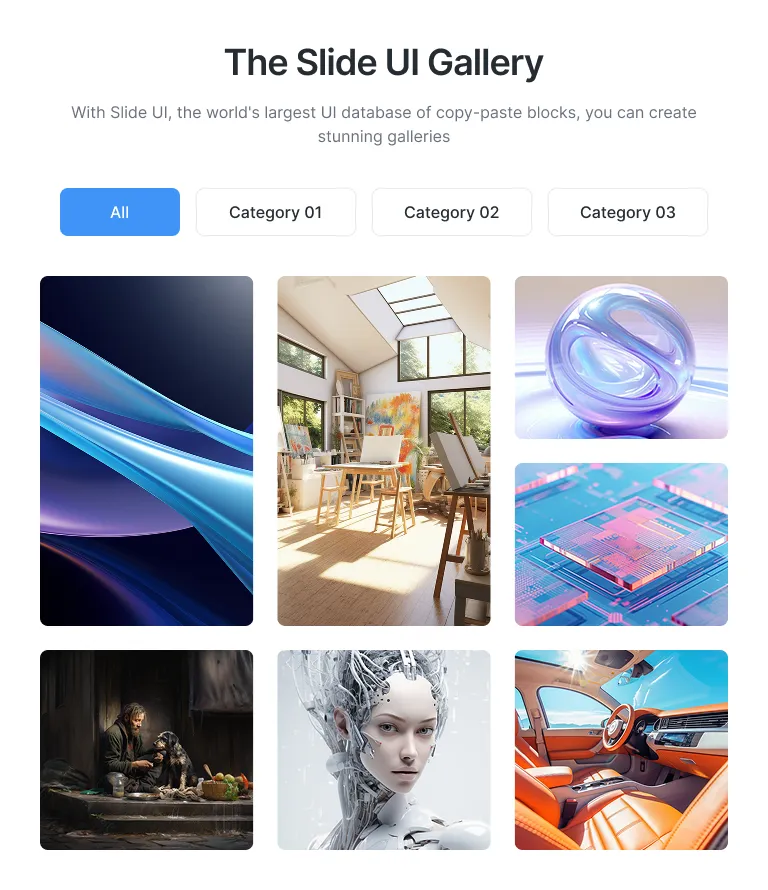 The Slide UI Gallery
With Slide UI, the world's largest UI database of copy-paste blocks, you can create
stunning galleries
All
Category 01
Category 02
Category 03